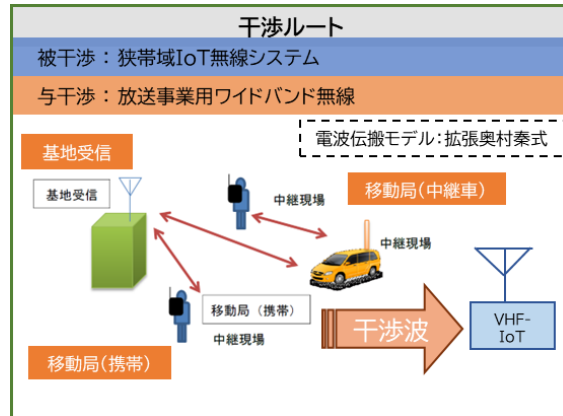 干渉ルート
被干渉：狭帯域IoT無線システム
与干渉：放送事業用ワイドバンド無線
電波伝搬モデル：拡張奥村秦式
基地受信
基地受信
中継現場
移動局(中継車)
中継現場
移動局（携帯）
中継現場
移動局(携帯)
干渉波
VHF-
IoT